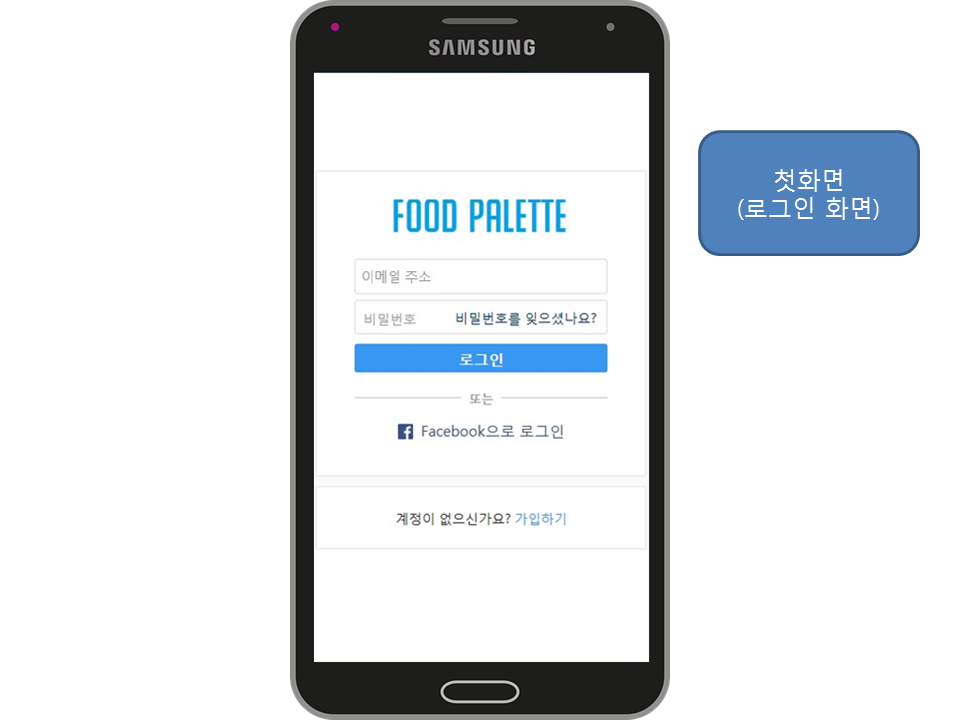 SAMSUNG
첫화면
(로그인 화면)
FOOD PALETTE
이메일 주소
비밀번호 비밀번호를 잊으셨나요?
로그인
또는
Facebook으로 로그인
계정이 없으신가요? 가입하기